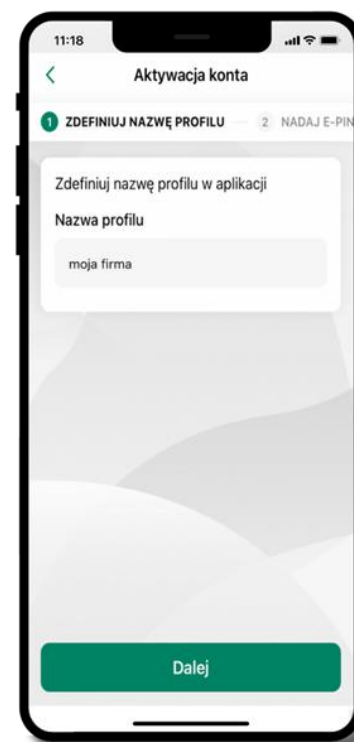 11:18
Aktywacja konta
1 ZDEFINIUJ NAZWĘ PROFILU 2 NADAJ E-PIN
Zdefiniuj nazwę profilu w aplikacji
Nazwa profilu
moja firma
Dalej